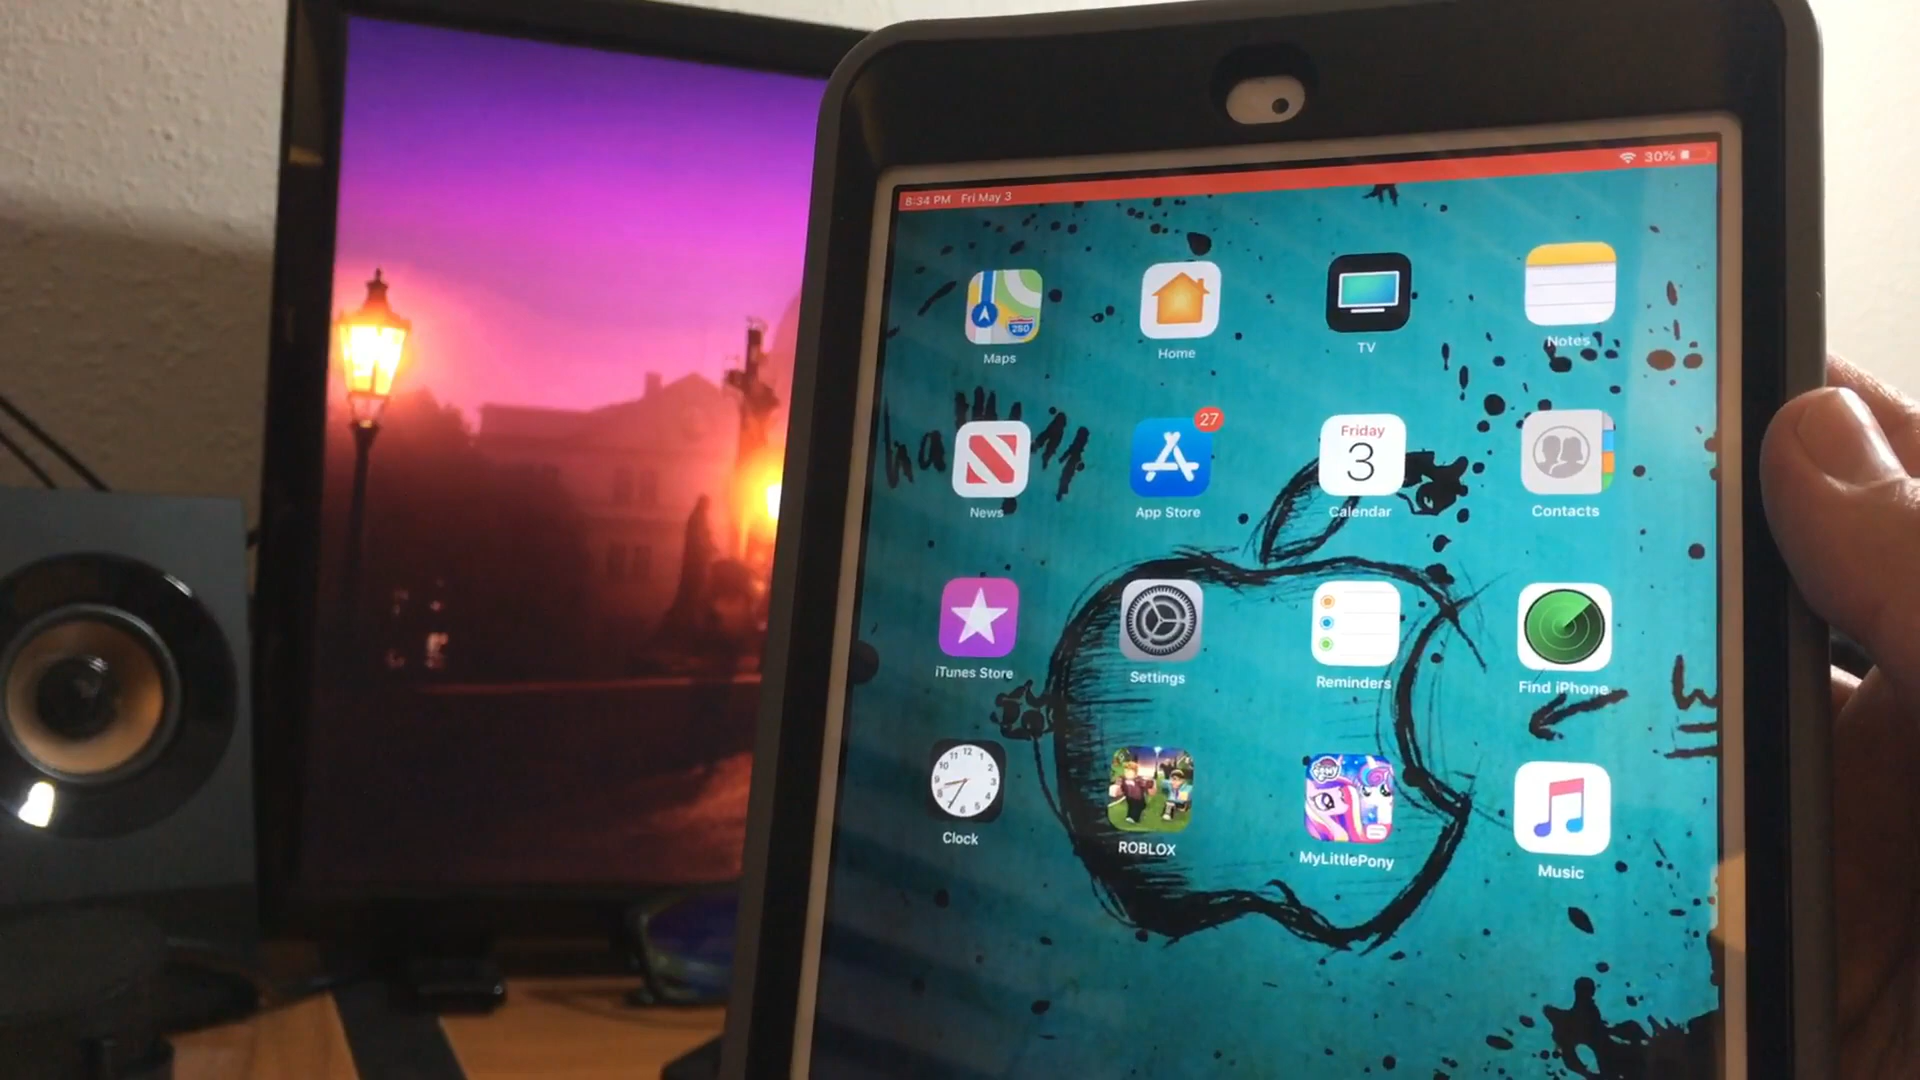 8:34 PM Fri May 3 30%
280
Maps Home TV Notes
27
Friday
3
News App Store Calendar Contacts
iTunes Store Settings Reminders Find iPhone
Clock ROBLOX MyLittlePony Music